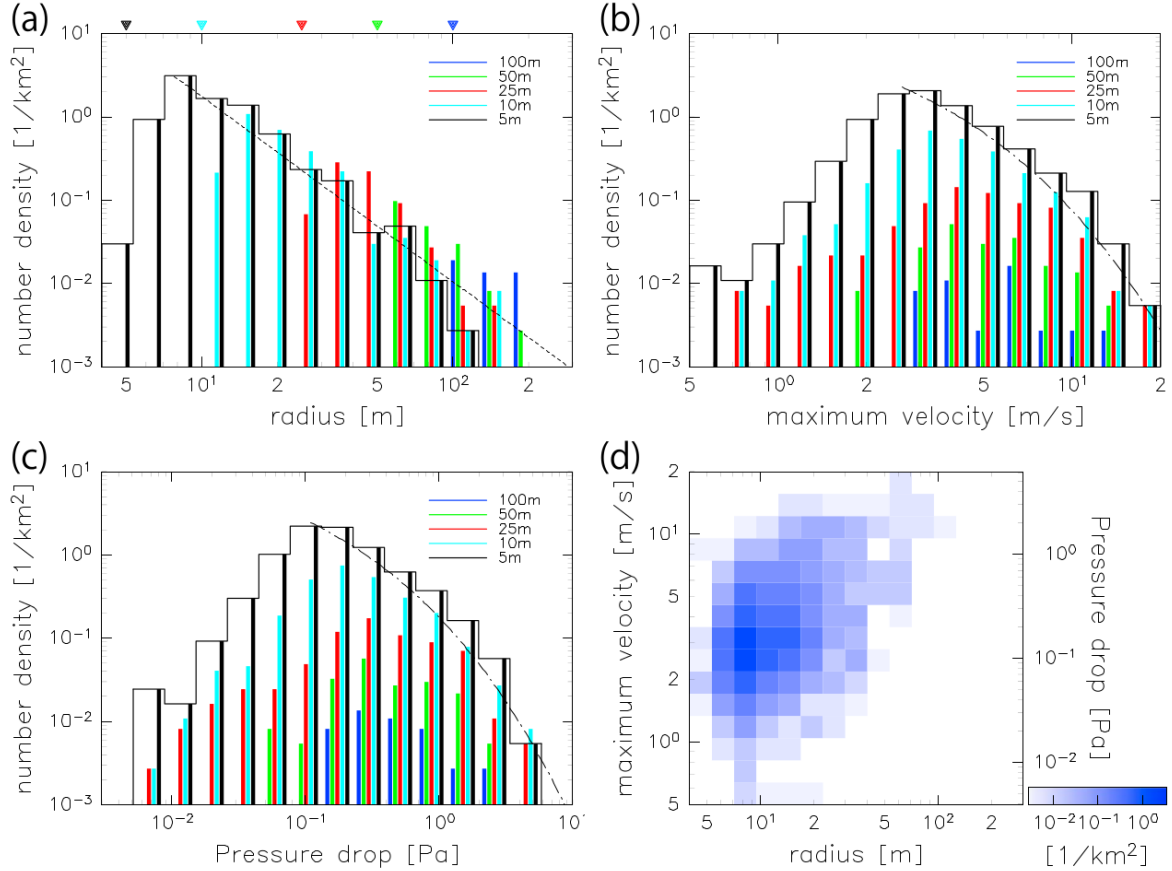 (a)
number density [1/km²]
10¹
10⁰
10⁻¹
10⁻²
10⁻³
100m
50m
25m
10m
5m
5 10¹ 2 5 10² 2
radius [m]
(b)
number density [1/km²]
10¹
10⁰
10⁻¹
10⁻²
10⁻³
100m
50m
25m
10m
5m
5 10⁰ 2 5 10¹ 2
maximum velocity [m/s]
(c)
number density [1/km²]
10¹
10⁰
10⁻¹
10⁻²
10⁻³
100m
50m
25m
10m
5m
10⁻² 10⁻¹ 10⁰ 10¹
Pressure drop [Pa]
(d)
maximum velocity [m/s]
2
10¹
5
2
10⁰
5
5 10¹ 2 5 10² 2
radius [m]
10⁰
10⁻¹
10⁻²
Pressure drop [Pa]
10⁻² 10⁻¹ 10⁰
[1/km²]